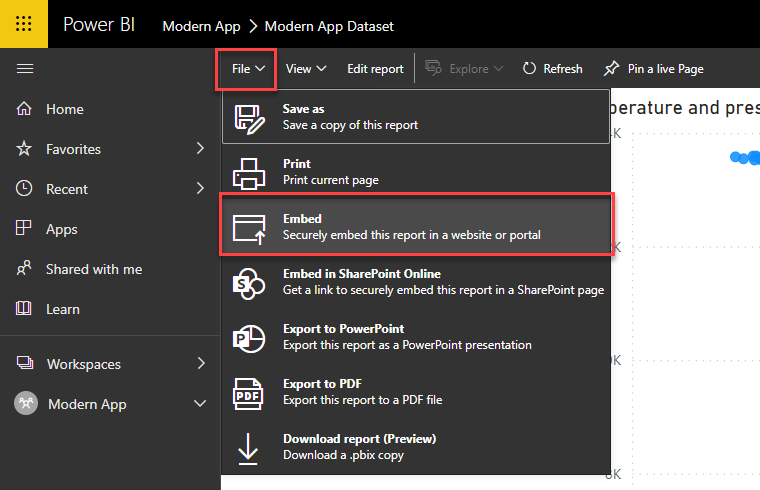 Power BI
Modern App > Modern App Dataset
File
View
Edit report
Explore
Refresh
Pin a live Page
Home
Favorites
Recent
Apps
Shared with me
Learn
Workspaces
Modern App
Save as
Save a copy of this report
Print
Print current page
Embed
Securely embed this report in a website or portal
Embed in SharePoint Online
Get a link to securely embed this report in a SharePoint page
Export to PowerPoint
Export this report as a PowerPoint presentation
Export to PDF
Export this report to a PDF file
Download report (Preview)
Download a .pbix copy
perature and pres